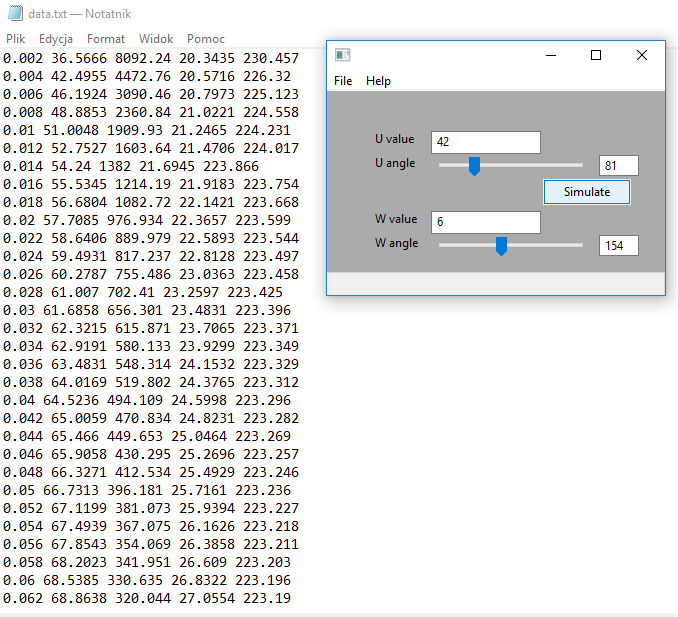 data.txt — Notatnik
Plik Edycja Format Widok Pomoc
0.002 36.5666 8092.24 20.3435 230.457
0.004 42.4955 4472.76 20.5716 226.32
0.006 46.1924 3090.46 20.7973 225.123
0.008 48.8853 2360.84 21.0221 224.558
0.01 51.0048 1909.93 21.2465 224.231
0.012 52.7527 1603.64 21.4706 224.017
0.014 54.24 1382 21.6945 223.866
0.016 55.5345 1214.19 21.9183 223.754
0.018 56.6804 1082.72 22.1421 223.668
0.02 57.7085 976.934 22.3657 223.599
0.022 58.6406 889.979 22.5893 223.544
0.024 59.4931 817.237 22.8128 223.497
0.026 60.2787 755.486 23.0363 223.458
0.028 61.007 702.41 23.2597 223.425
0.03 61.6858 656.301 23.4831 223.396
0.032 62.3215 615.871 23.7065 223.371
0.034 62.9191 580.133 23.9299 223.349
0.036 63.4831 548.314 24.1532 223.329
0.038 64.0169 519.802 24.3765 223.312
0.04 64.5236 494.109 24.5998 223.296
0.042 65.0059 470.834 24.8231 223.282
0.044 65.466 449.653 25.0464 223.269
0.046 65.9058 430.295 25.2696 223.257
0.048 66.3271 412.534 25.4929 223.246
0.05 66.7313 396.181 25.7161 223.236
0.052 67.1199 381.073 25.9394 223.227
0.054 67.4939 367.075 26.1626 223.218
0.056 67.8543 354.069 26.3858 223.211
0.058 68.2023 341.951 26.609 223.203
0.06 68.5385 330.635 26.8322 223.196
0.062 68.8638 320.044 27.0554 223.19
File Help
U value 42
U angle 81
Simulate
W value 6
W angle 154